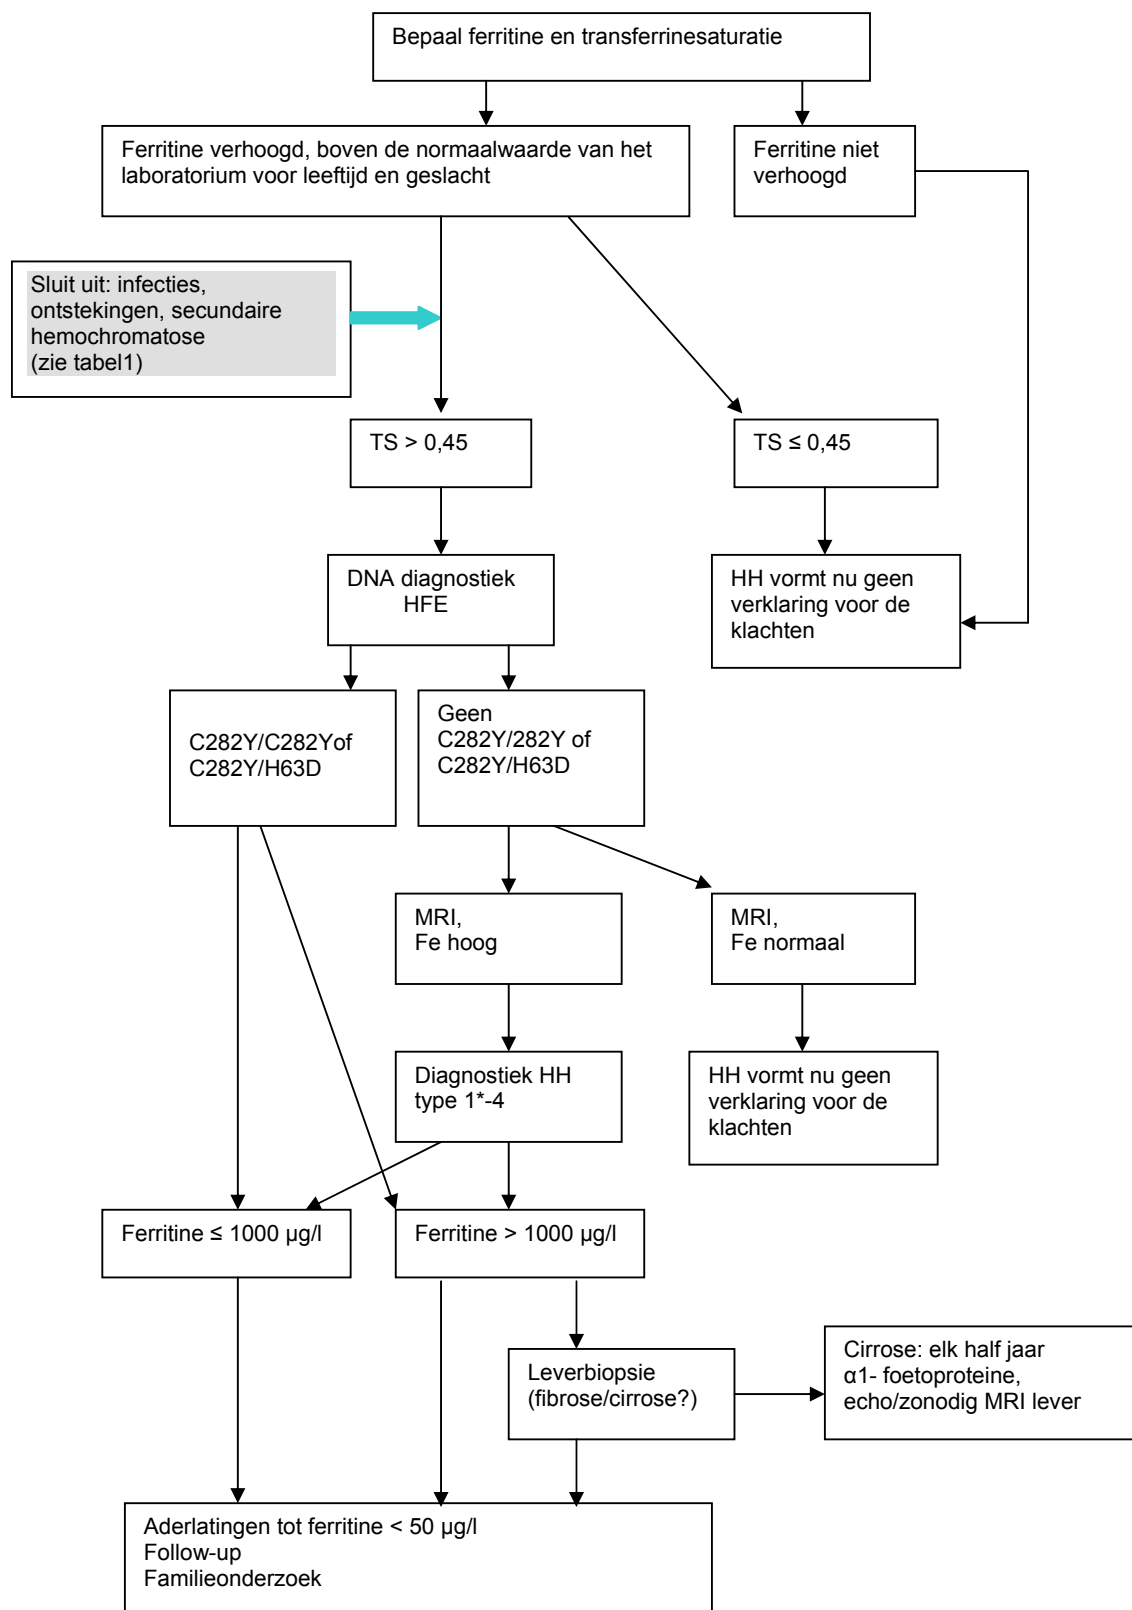 Bepaal ferritine en transferrinesaturatie
Ferritine verhoogd, boven de normaalwaarde van het
laboratorium voor leeftijd en geslacht
Ferritine niet
verhoogd
Sluit uit: infecties,
ontstekingen, secundaire
hemochromatose
(zie tabel1)
TS > 0,45
TS ≤ 0,45
DNA diagnostiek
HFE
HH vormt nu geen
verklaring voor de
klachten
C282Y/C282Yof
C282Y/H63D
Geen
C282Y/282Y of
C282Y/H63D
MRI,
Fe hoog
MRI,
Fe normaal
Diagnostiek HH
type 1*-4
HH vormt nu geen
verklaring voor de
klachten
Ferritine ≤ 1000 µg/l
Ferritine > 1000 µg/l
Leverbiopsie
(fibrose/cirrose?)
Cirrose: elk half jaar
α1- foetoproteine,
echo/zonodig MRI lever
Aderlatingen tot ferritine < 50 µg/l
Follow-up
Familieonderzoek